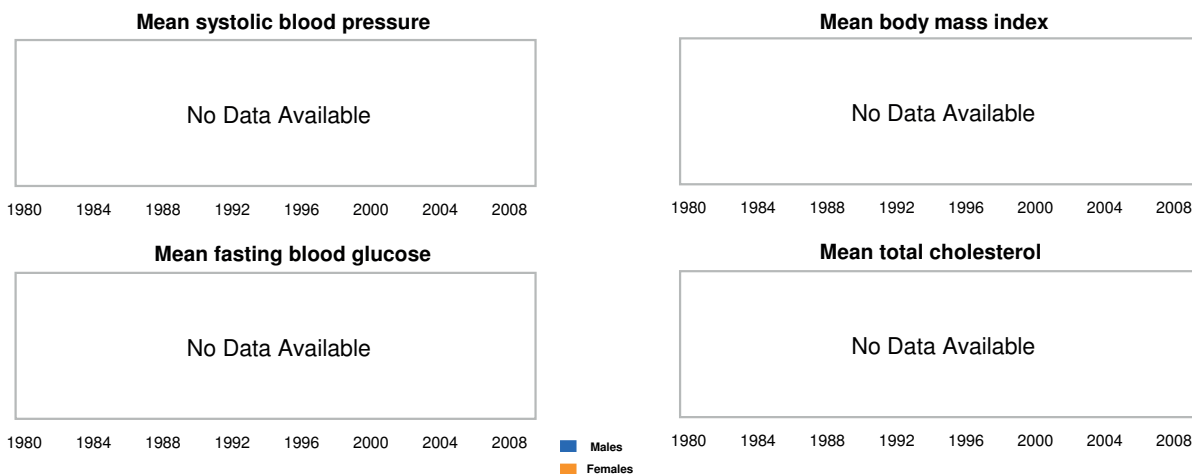 Mean systolic blood pressure
No Data Available
1980 1984 1988 1992 1996 2000 2004 2008
Mean body mass index
No Data Available
1980 1984 1988 1992 1996 2000 2004 2008
Mean fasting blood glucose
No Data Available
1980 1984 1988 1992 1996 2000 2004 2008
Mean total cholesterol
No Data Available
1980 1984 1988 1992 1996 2000 2004 2008
Males
Females